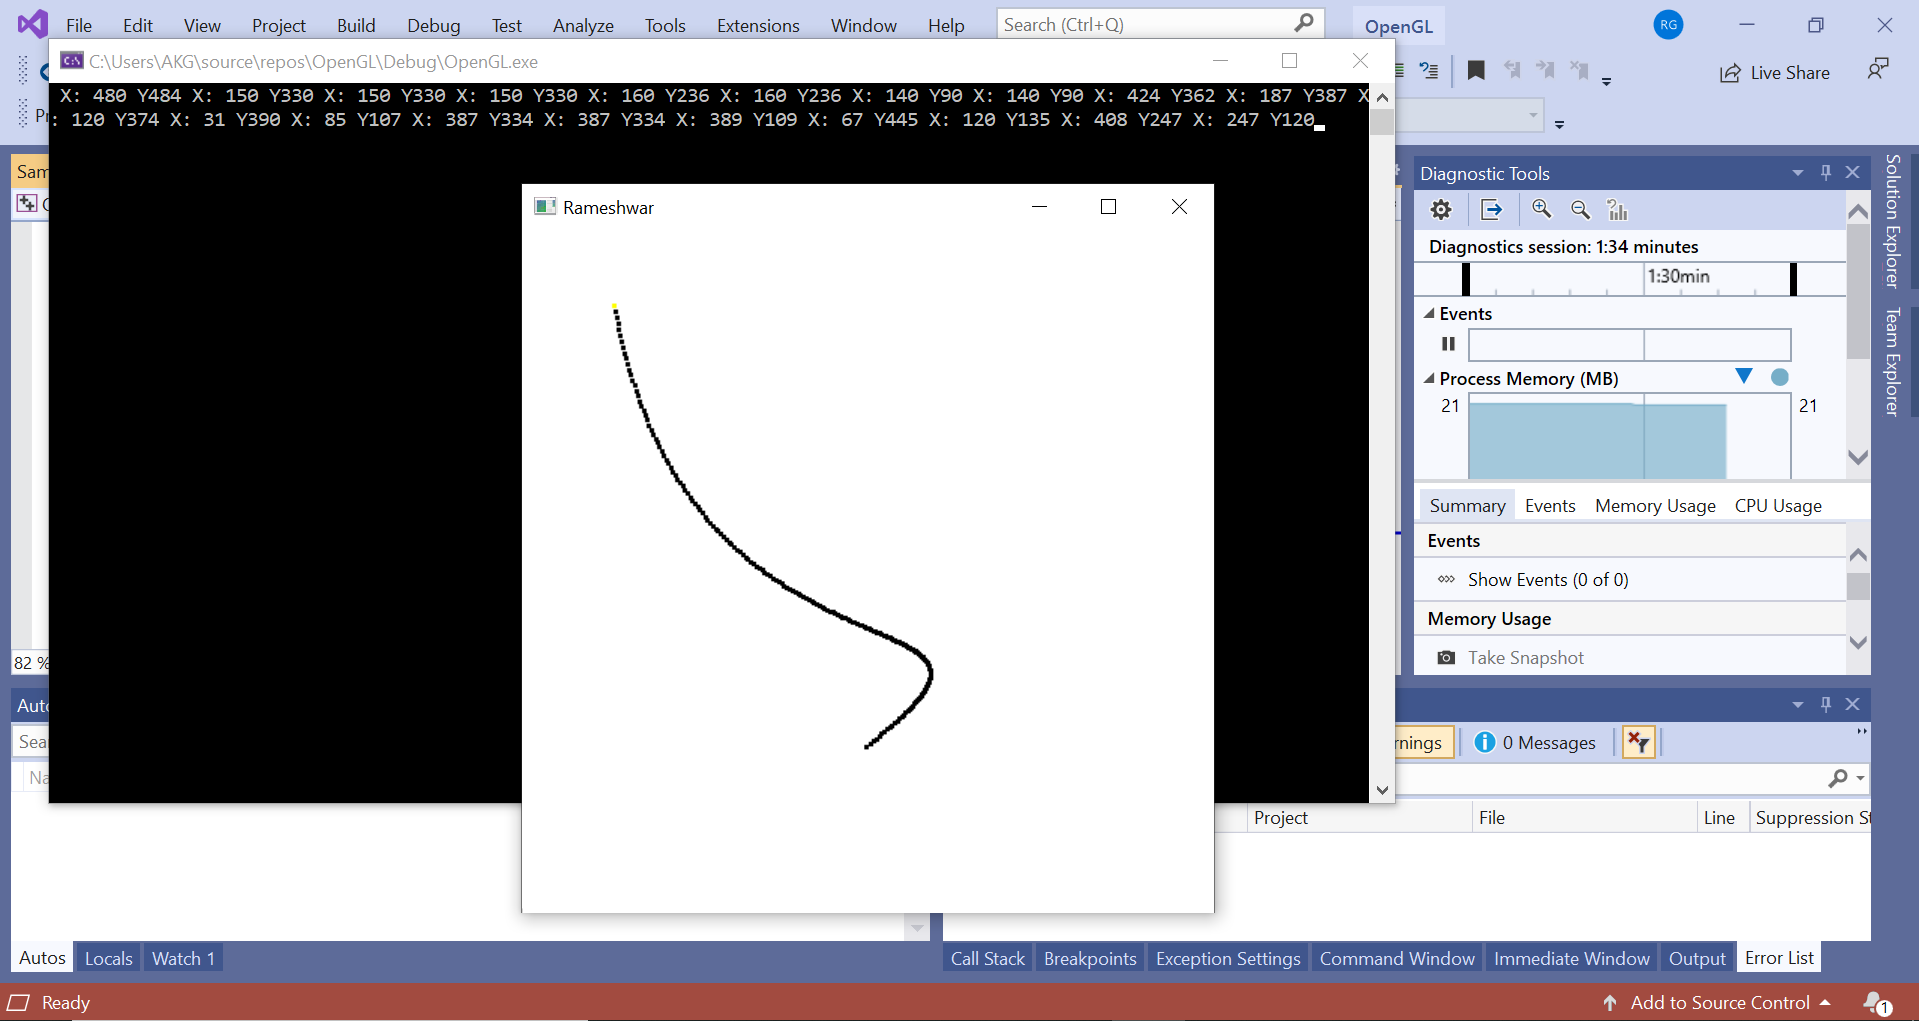 File Edit View Project Build Debug Test Analyze Tools Extensions Window Help Search (Ctrl+Q) OpenGL RG
C:\Users\AKG\source\repos\OpenGL\Debug\OpenGL.exe
Live Share
X: 480 Y484 X: 150 Y330 X: 150 Y330 X: 150 Y330 X: 160 Y236 X: 160 Y236 X: 140 Y90 X: 140 Y90 X: 424 Y362 X: 187 Y387 X
: 120 Y374 X: 31 Y390 X: 85 Y107 X: 387 Y334 X: 387 Y334 X: 389 Y109 X: 67 Y445 X: 120 Y135 X: 408 Y247 X: 247 Y120
Rameshwar
Diagnostic Tools
Diagnostics session: 1:34 minutes
1:30min
Events
Process Memory (MB)
21 21
Summary Events Memory Usage CPU Usage
Events
Show Events (0 of 0)
Memory Usage
Take Snapshot
Solution Explorer
Team Explorer
82 %
0 Messages
Project File Line Suppression St
Autos Locals Watch 1
Call Stack Breakpoints Exception Settings Command Window Immediate Window Output Error List
Ready
Add to Source Control 1